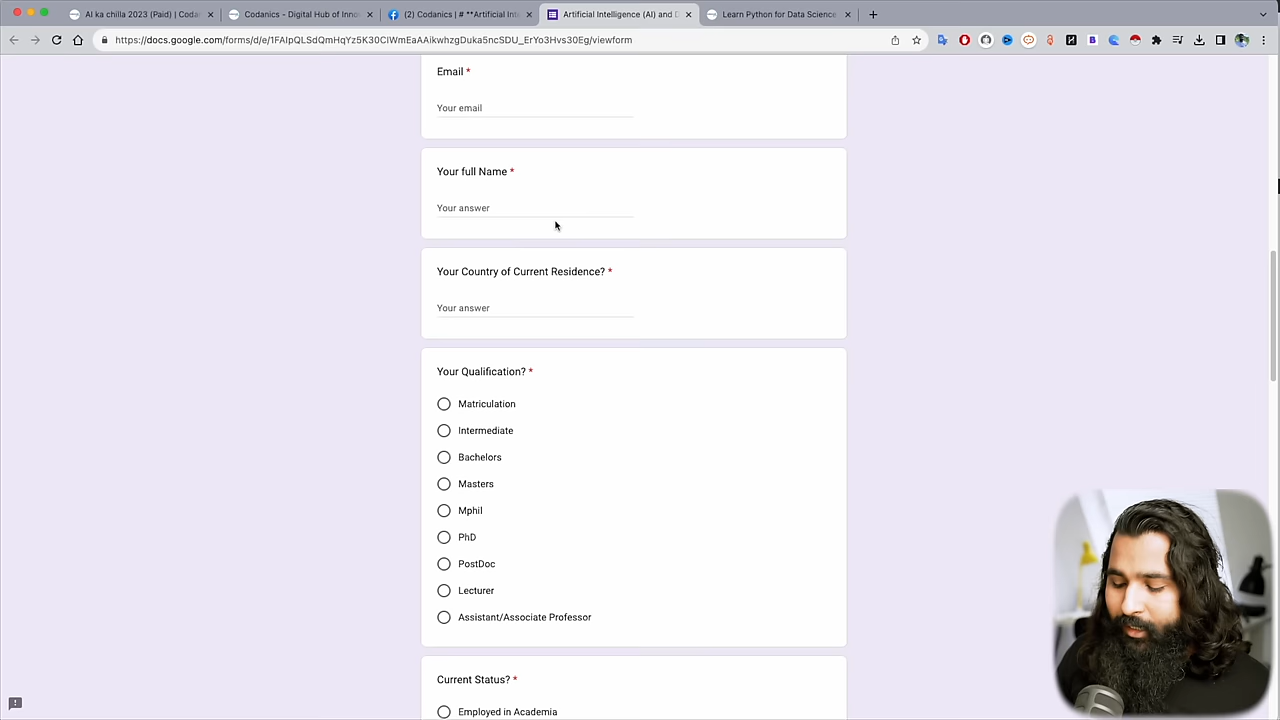 AI ka chilla 2023 (Paid) | Coda
Codanics - Digital Hub of Inno
(2) Codanics | # **Artificial Int
Artificial Intelligence (AI) and D
Learn Python for Data Science
https://docs.google.com/forms/d/e/1FAIpQLSdQmHqYz5K30CIWmEaAAikwhzgDuka5ncSDU_ErYo3Hvs30Eg/viewform
Email *
Your email
Your full Name *
Your answer
Your Country of Current Residence? *
Your answer
Your Qualification? *
Matriculation
Intermediate
Bachelors
Masters
Mphil
PhD
PostDoc
Lecturer
Assistant/Associate Professor
Current Status? *
Employed in Academia